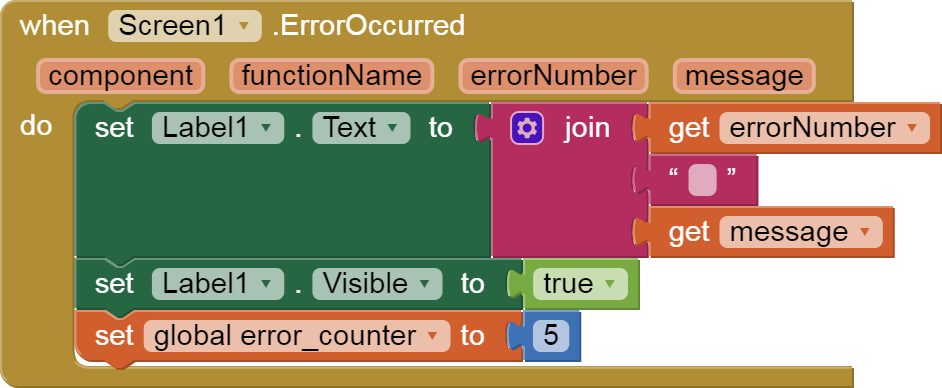 when Screen1 .ErrorOccurred
component functionName errorNumber message
do set Label1 . Text to join get errorNumber
“ ”
get message
set Label1 . Visible to true
set global error_counter to 5